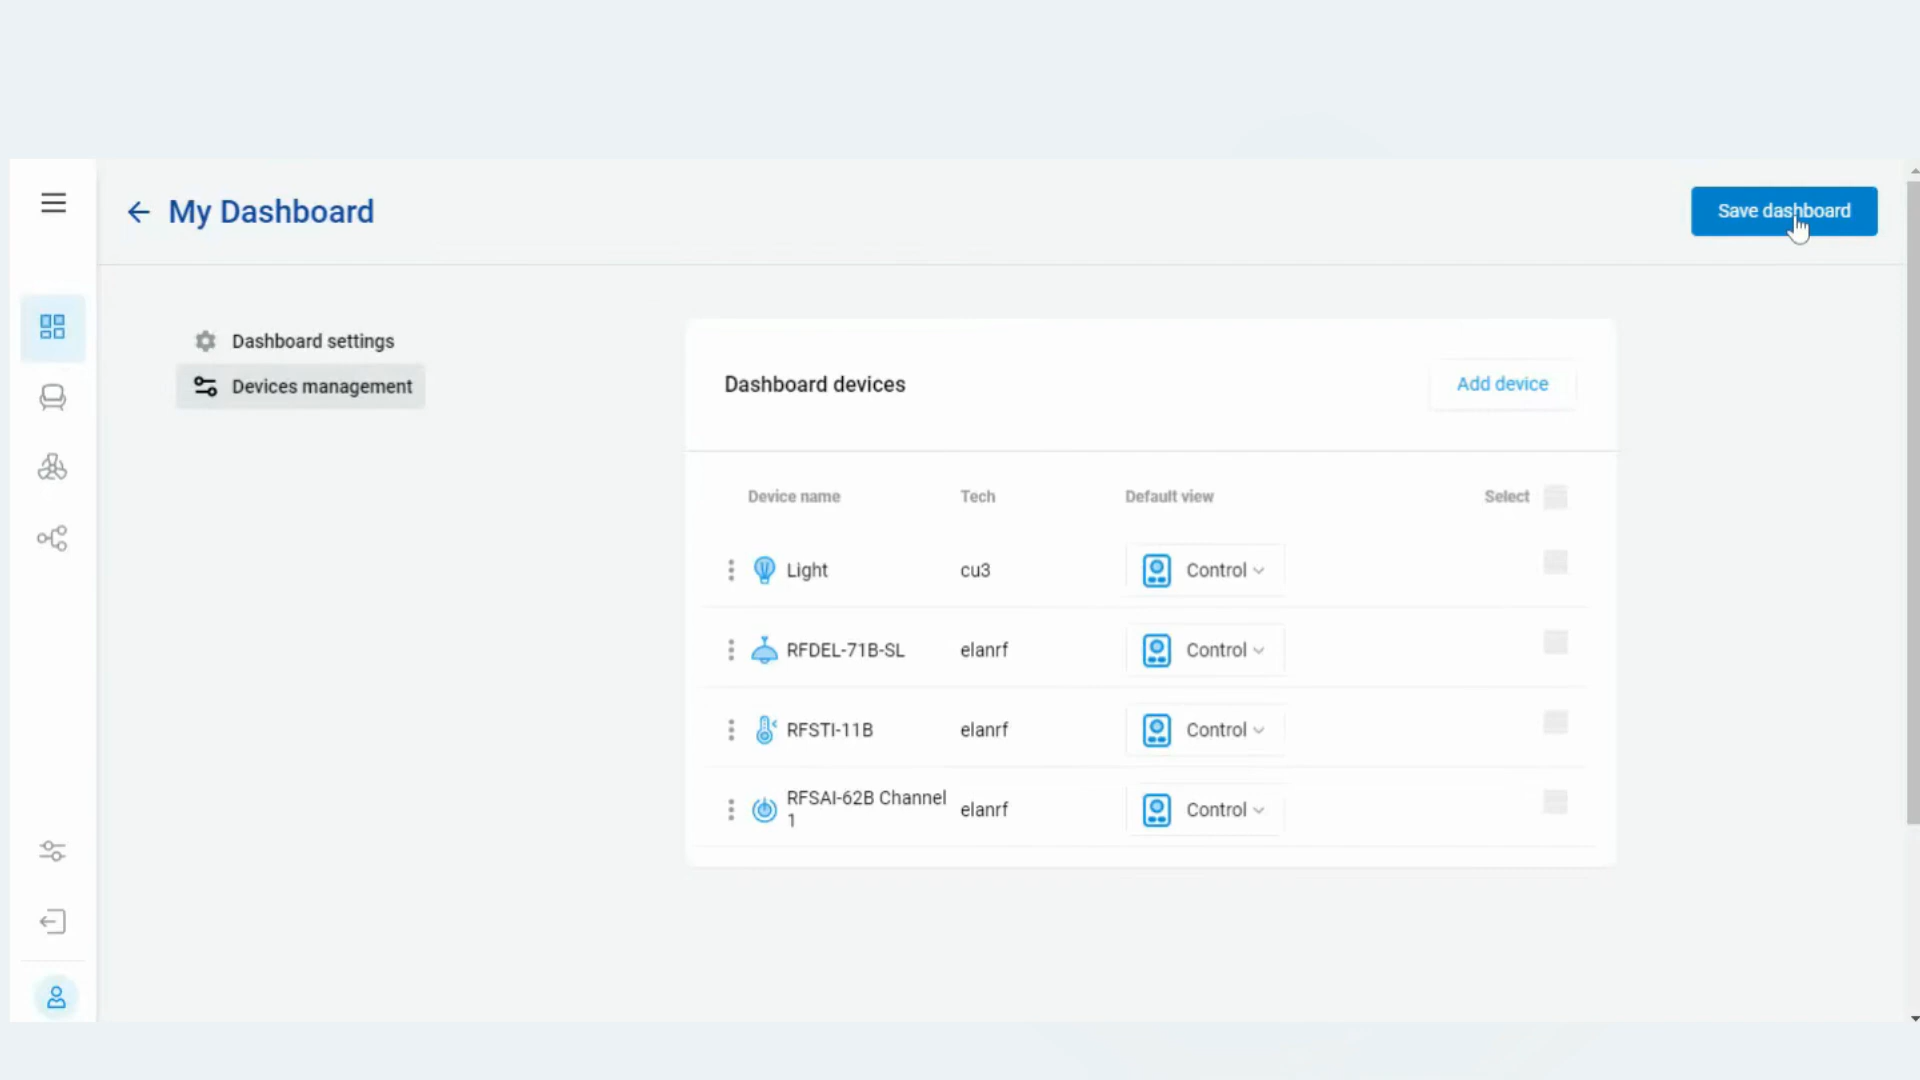 My Dashboard
Save dashboard
Dashboard settings
Devices management
Dashboard devices
Add device
Device name Tech Default view Select
Light cu3 Control
RFDEL-71B-SL elanrf Control
RFSTI-11B elanrf Control
RFSAI-62B Channel
1
elanrf Control